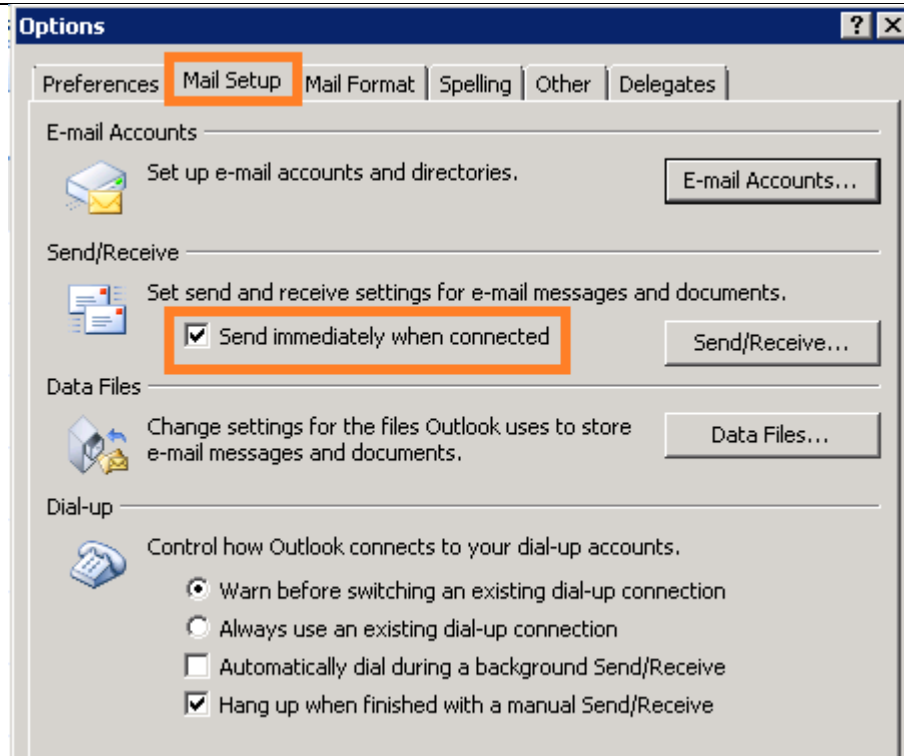 Options
Preferences Mail Setup Mail Format Spelling Other Delegates
E-mail Accounts
Set up e-mail accounts and directories.
E-mail Accounts...
Send/Receive
Set send and receive settings for e-mail messages and documents.
Send immediately when connected
Send/Receive...
Data Files
Change settings for the files Outlook uses to store
e-mail messages and documents.
Data Files...
Dial-up
Control how Outlook connects to your dial-up accounts.
Warn before switching an existing dial-up connection
Always use an existing dial-up connection
Automatically dial during a background Send/Receive
Hang up when finished with a manual Send/Receive